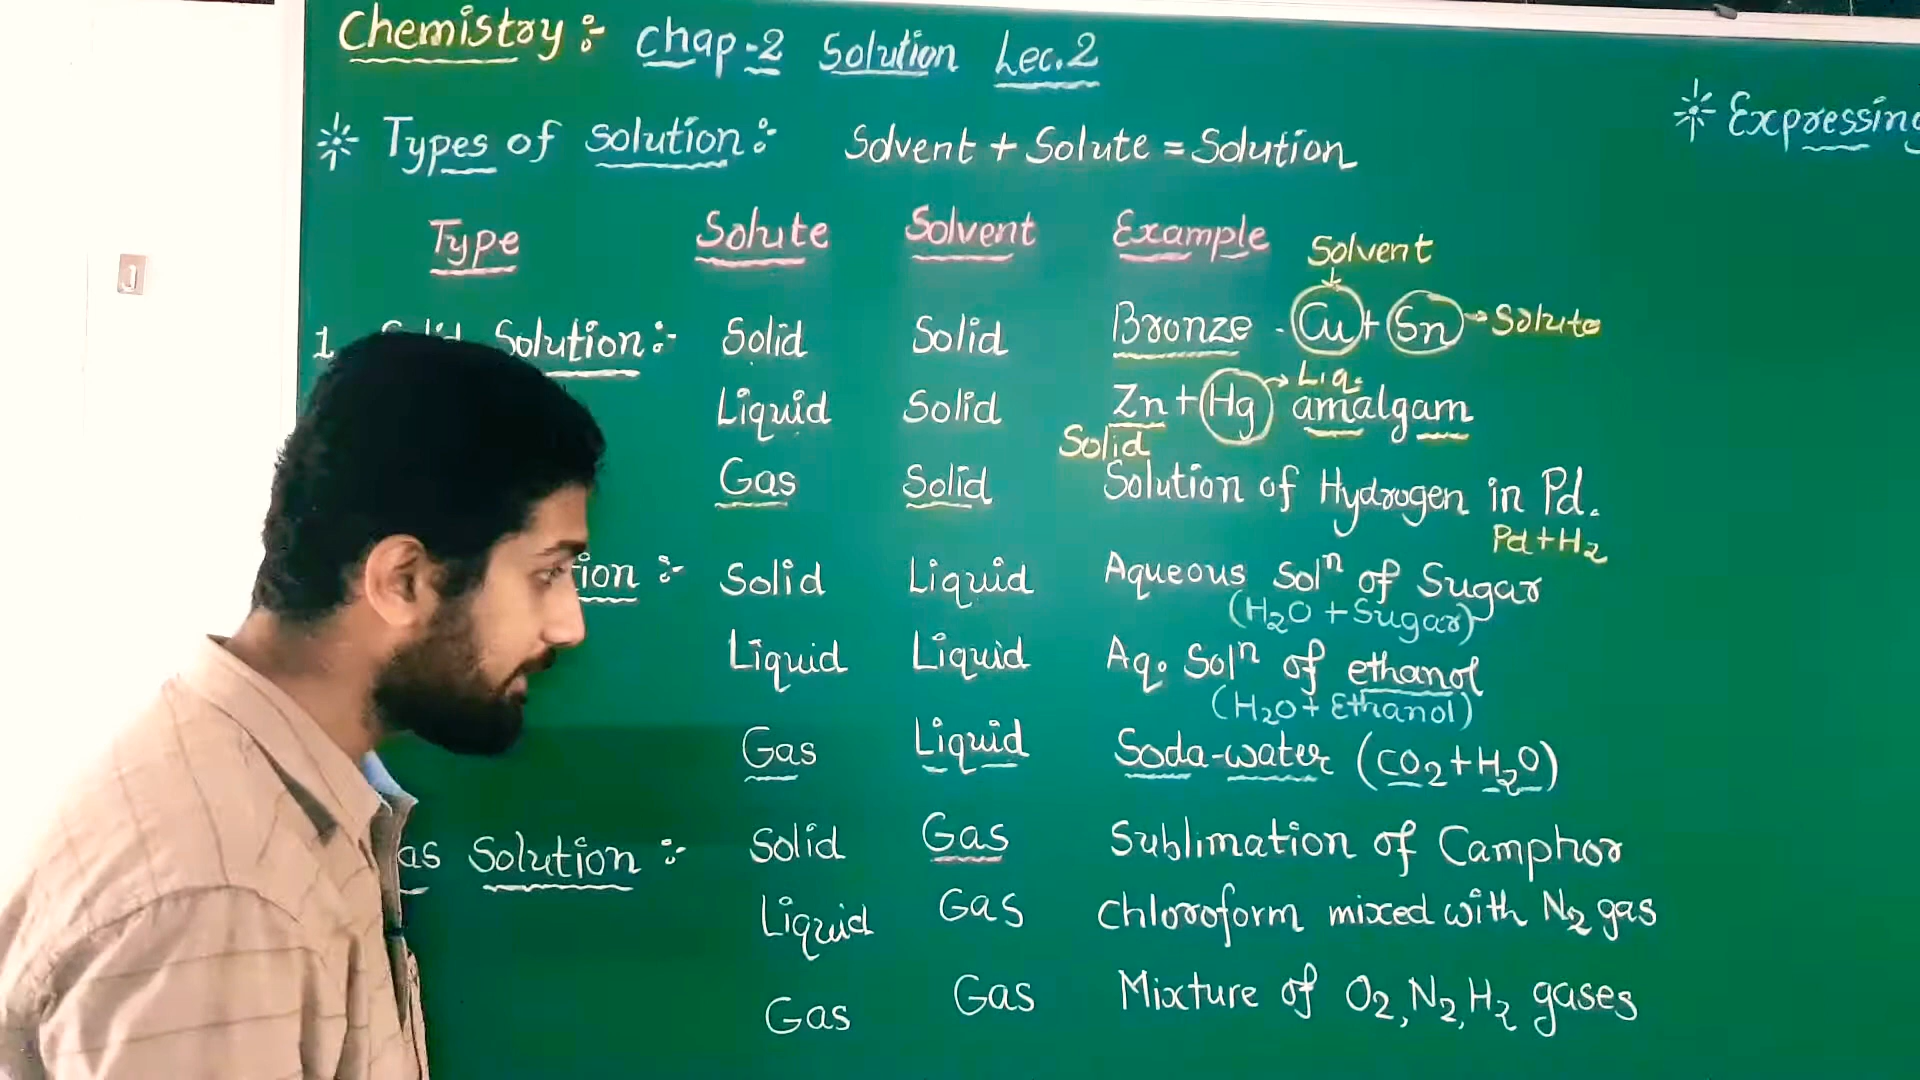 Chemistry :- Chap-2 Solution Lec.2
* Types of Solution :- Solvent + Solute = Solution
* Expressing
Type Solute Solvent Example
Solvent
1 Solution :- Solid Solid Bronze - Cu + Sn → Solute
→ Liq.
Liquid Solid Zn + Hg amalgam
Solid
Gas Solid Solution of Hydrogen in Pd.
Pd + H2
tion :- Solid Liquid Aqueous Solⁿ of Sugar
(H2O + Sugar)
Liquid Liquid Aq. Solⁿ of ethanol
(H2O + Ethanol)
Gas Liquid Soda-water (CO2 + H2O)
as Solution :- Solid Gas Sublimation of Camphor
Liquid Gas Chloroform mixed with N2 gas
Gas Gas Mixture of O2, N2, H2 gases